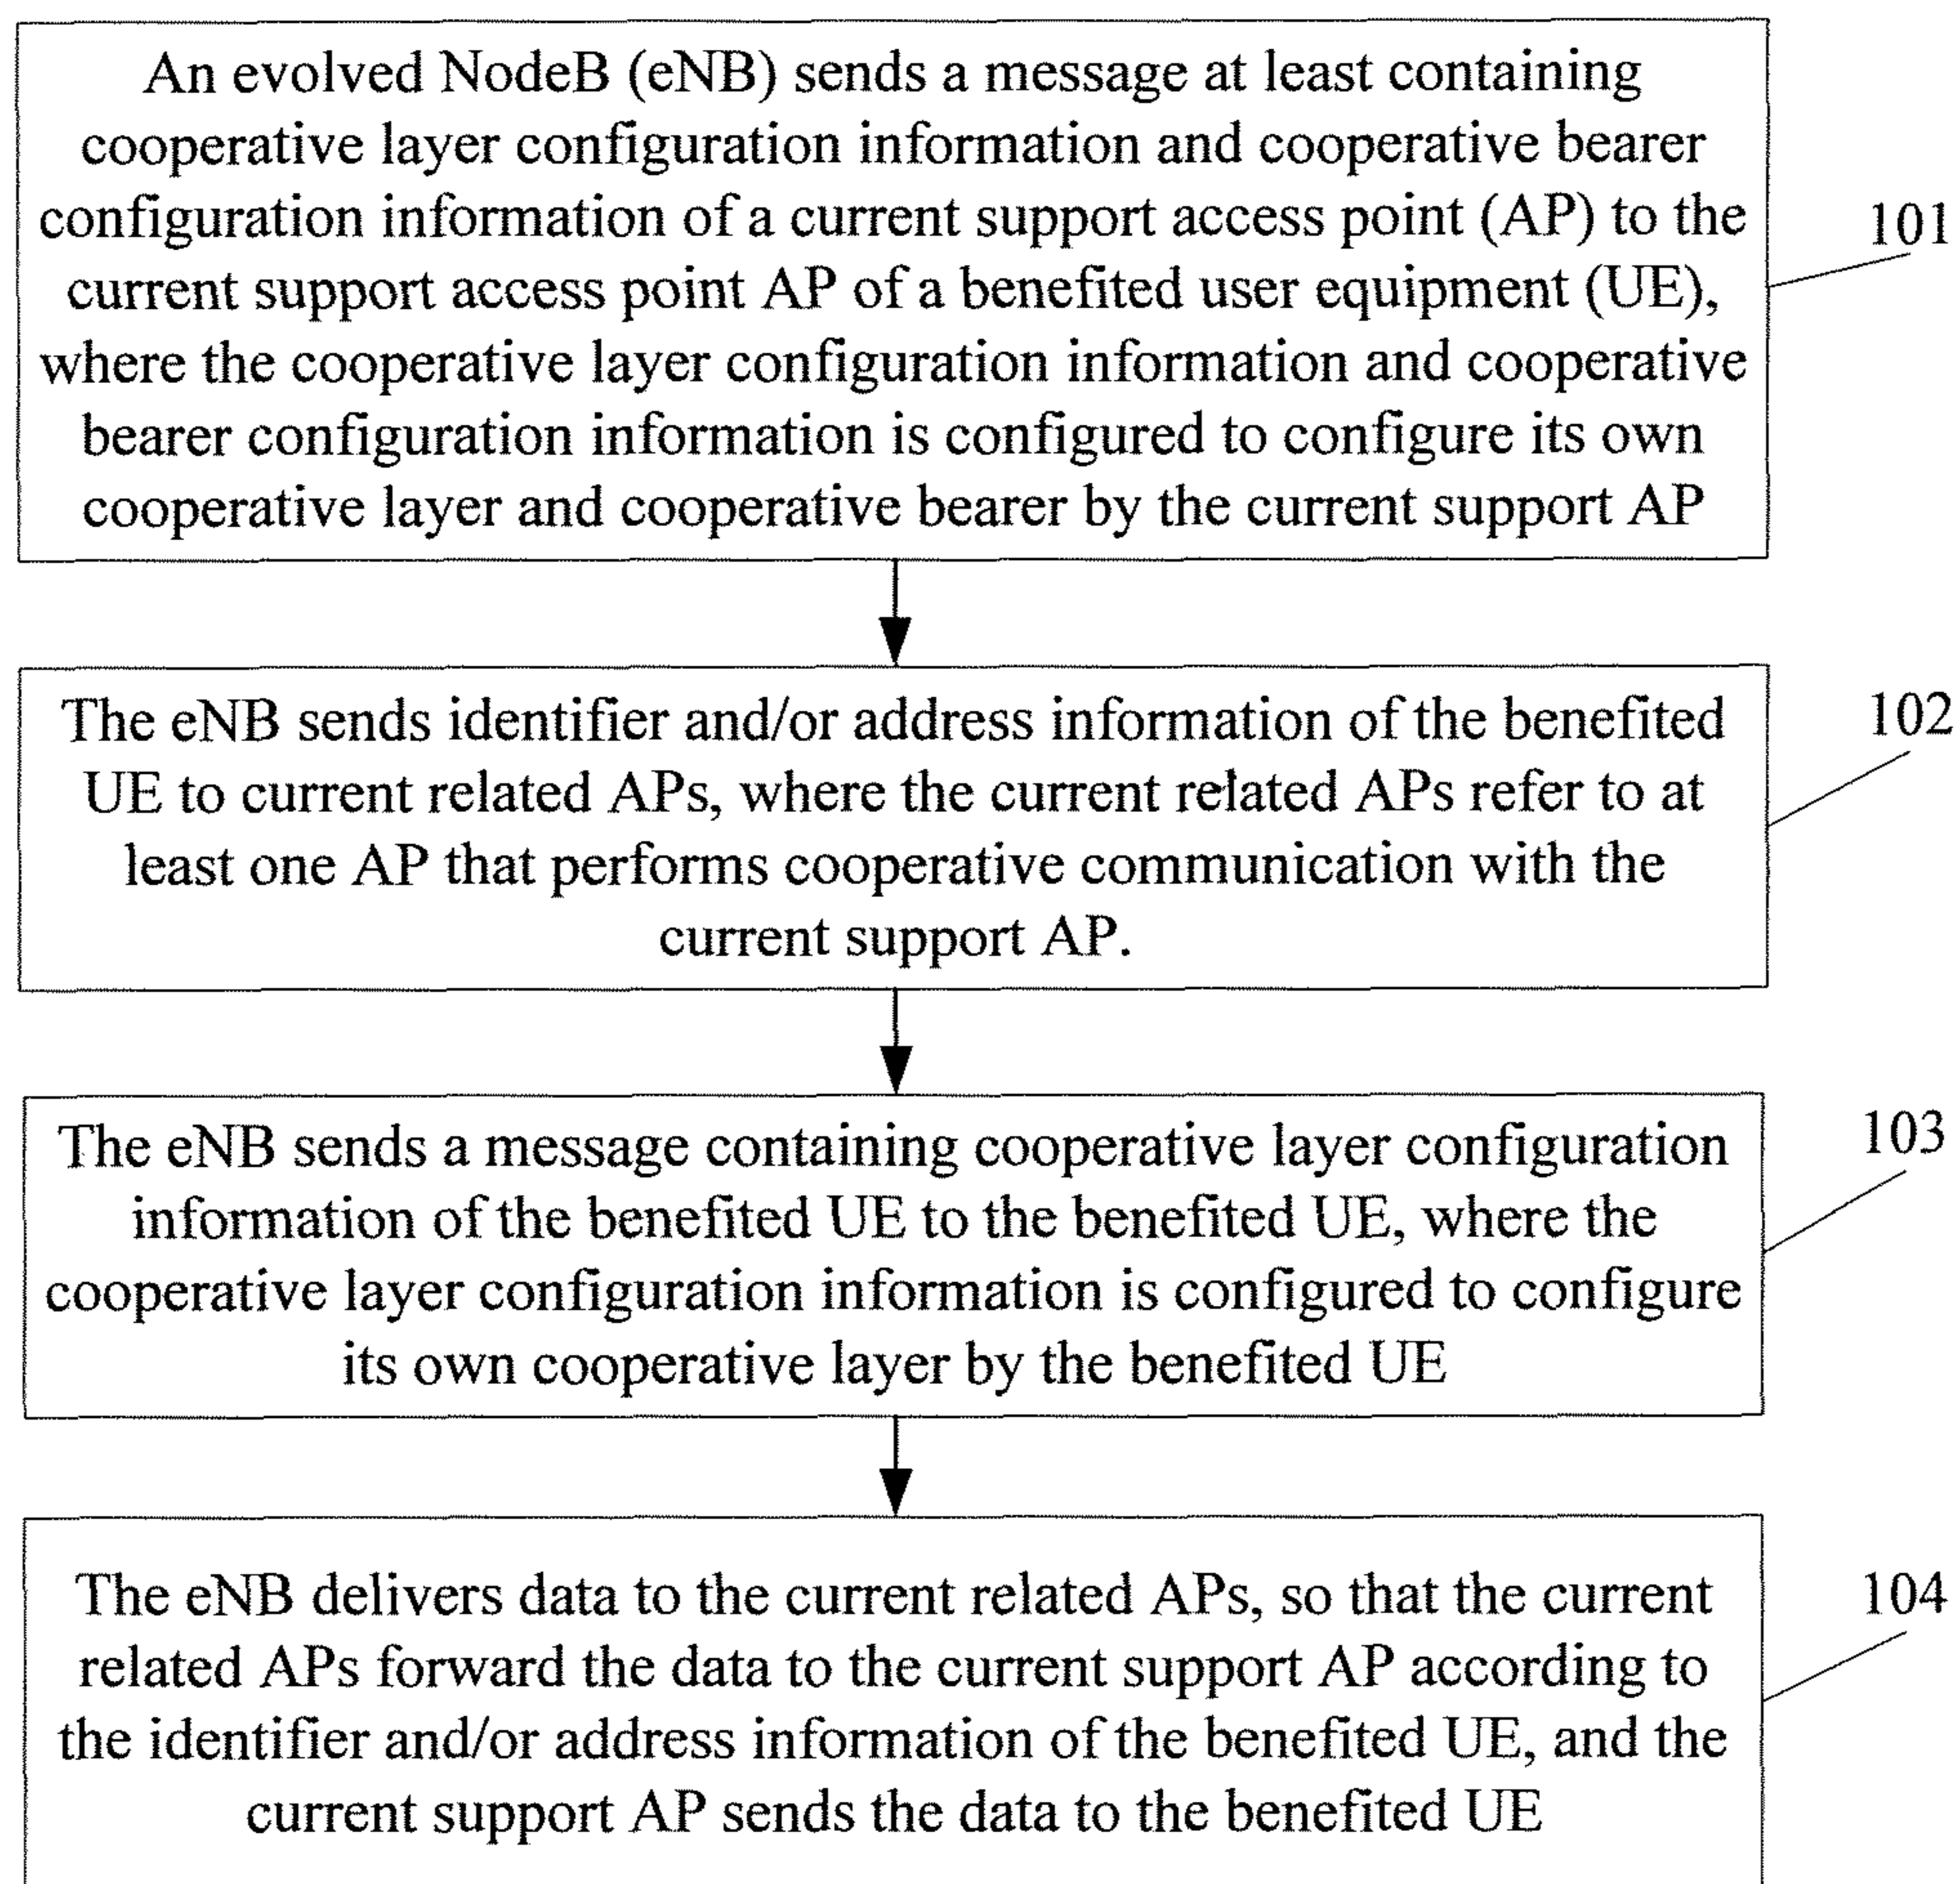 An evolved NodeB (eNB) sends a message at least containing
cooperative layer configuration information and cooperative bearer
configuration information of a current support access point (AP) to the
current support access point AP of a benefited user equipment (UE),
where the cooperative layer configuration information and cooperative
bearer configuration information is configured to configure its own
cooperative layer and cooperative bearer by the current support AP
101
The eNB sends identifier and/or address information of the benefited
UE to current related APs, where the current related APs refer to at
least one AP that performs cooperative communication with the
current support AP.
102
The eNB sends a message containing cooperative layer configuration
information of the benefited UE to the benefited UE, where the
cooperative layer configuration information is configured to configure
its own cooperative layer by the benefited UE
103
The eNB delivers data to the current related APs, so that the current
related APs forward the data to the current support AP according to
the identifier and/or address information of the benefited UE, and the
current support AP sends the data to the benefited UE
104